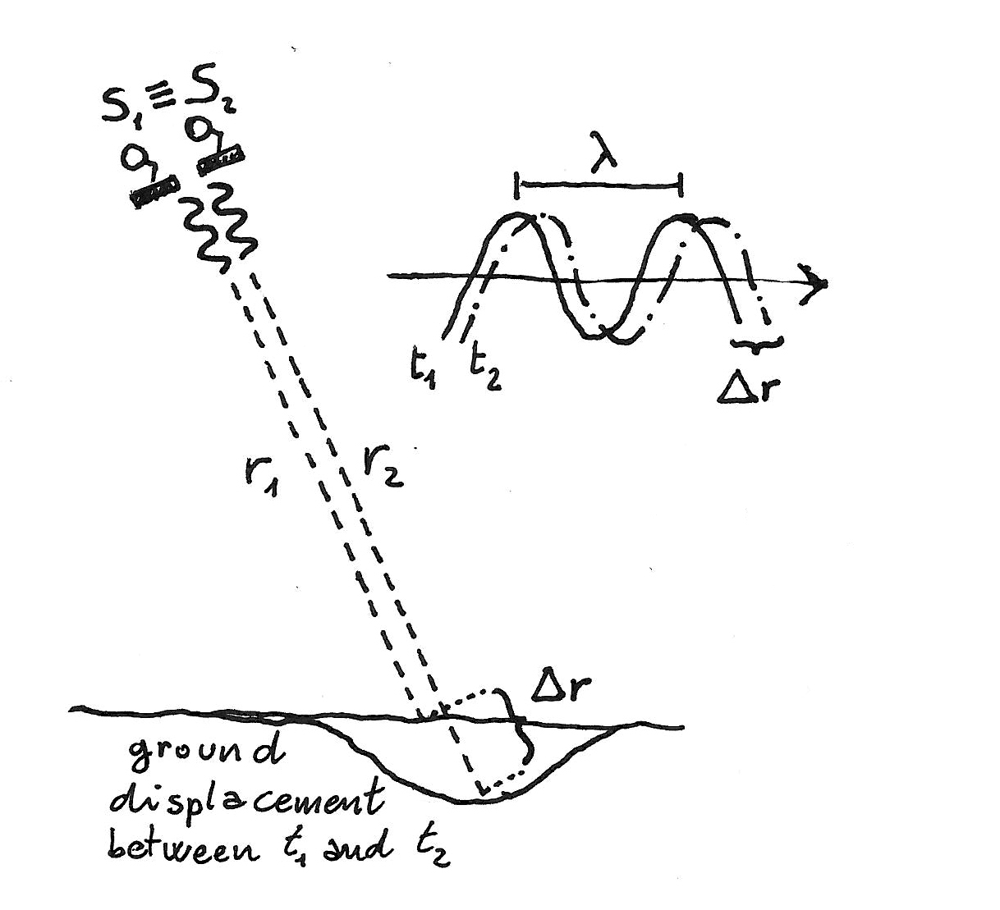 S₁ ≡ S₂
λ
t₁ t₂
Δr
r₁ r₂
Δr
ground
displacement
between t₁ and t₂